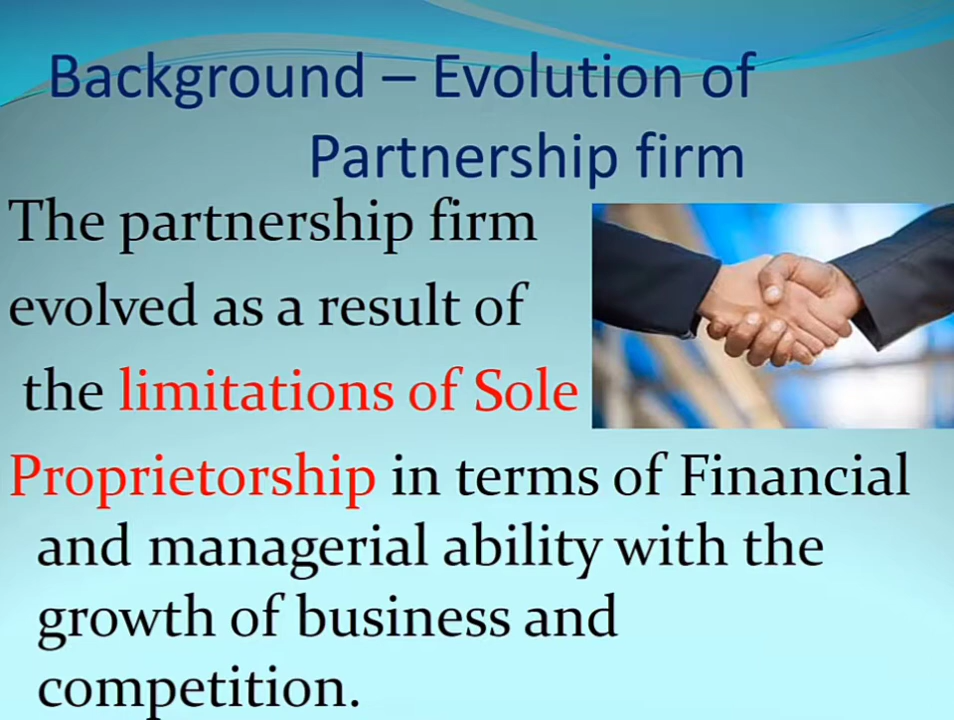 Background – Evolution of
Partnership firm
The partnership firm
evolved as a result of
the limitations of Sole
Proprietorship in terms of Financial
and managerial ability with the
growth of business and
competition.